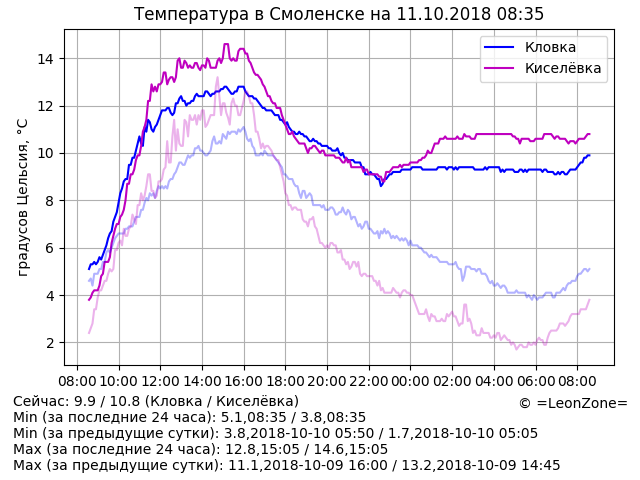 Температура в Смоленске на 11.10.2018 08:35
Кловка
Киселёвка
градусов Цельсия, °C
14
12
10
8
6
4
2
08:00 10:00 12:00 14:00 16:00 18:00 20:00 22:00 00:00 02:00 04:00 06:00 08:00
Сейчас: 9.9 / 10.8 (Кловка / Киселёвка)
© =LeonZone=
Min (за последние 24 часа): 5.1,08:35 / 3.8,08:35
Min (за предыдущие сутки): 3.8,2018-10-10 05:50 / 1.7,2018-10-10 05:05
Max (за последние 24 часа): 12.8,15:05 / 14.6,15:05
Max (за предыдущие сутки): 11.1,2018-10-09 16:00 / 13.2,2018-10-09 14:45